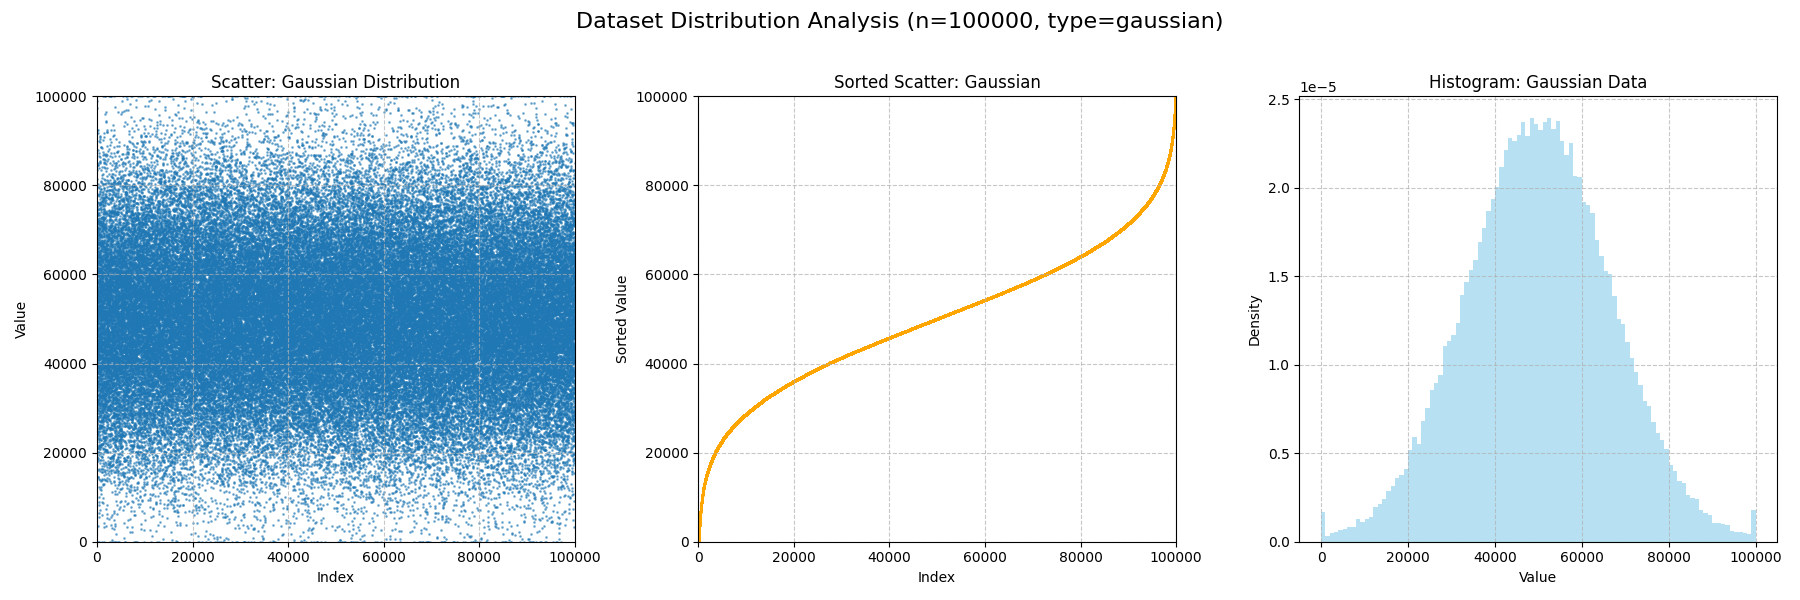 Dataset Distribution Analysis (n=100000, type=gaussian)
Scatter: Gaussian Distribution
100000
80000
60000
40000
20000
0
Value
0 20000 40000 60000 80000 100000
Index
Sorted Scatter: Gaussian
100000
80000
60000
40000
20000
0
Sorted Value
0 20000 40000 60000 80000 100000
Index
Histogram: Gaussian Data
1e−5
2.5
2.0
1.5
1.0
0.5
0.0
Density
0 20000 40000 60000 80000 100000
Value